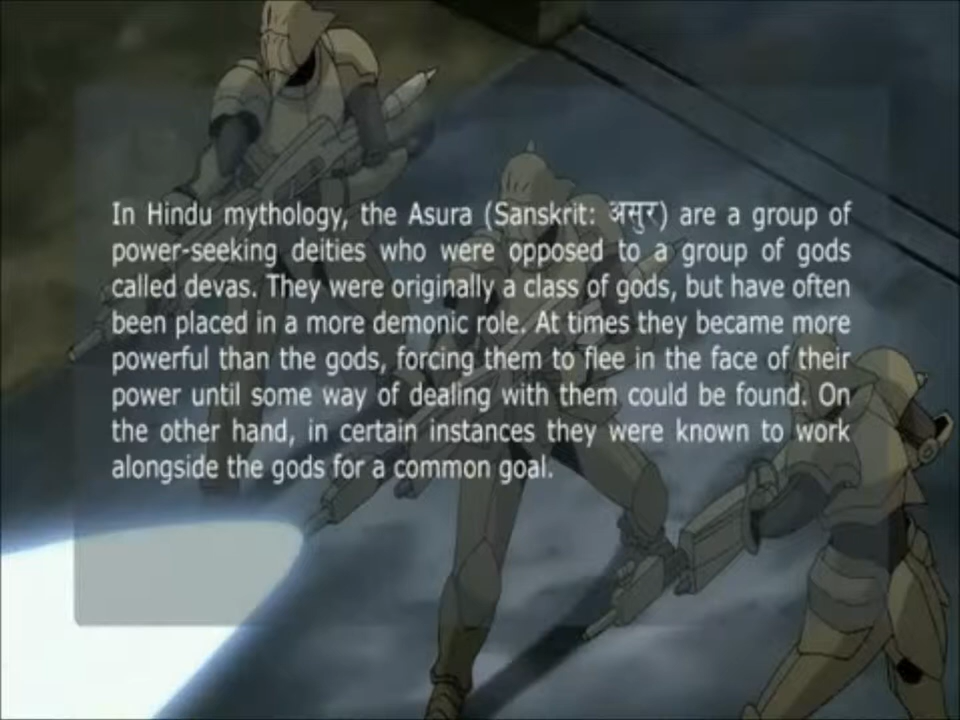 In Hindu mythology, the Asura (Sanskrit: असुर) are a group of
power-seeking deities who were opposed to a group of gods
called devas. They were originally a class of gods, but have often
been placed in a more demonic role. At times they became more
powerful than the gods, forcing them to flee in the face of their
power until some way of dealing with them could be found. On
the other hand, in certain instances they were known to work
alongside the gods for a common goal.